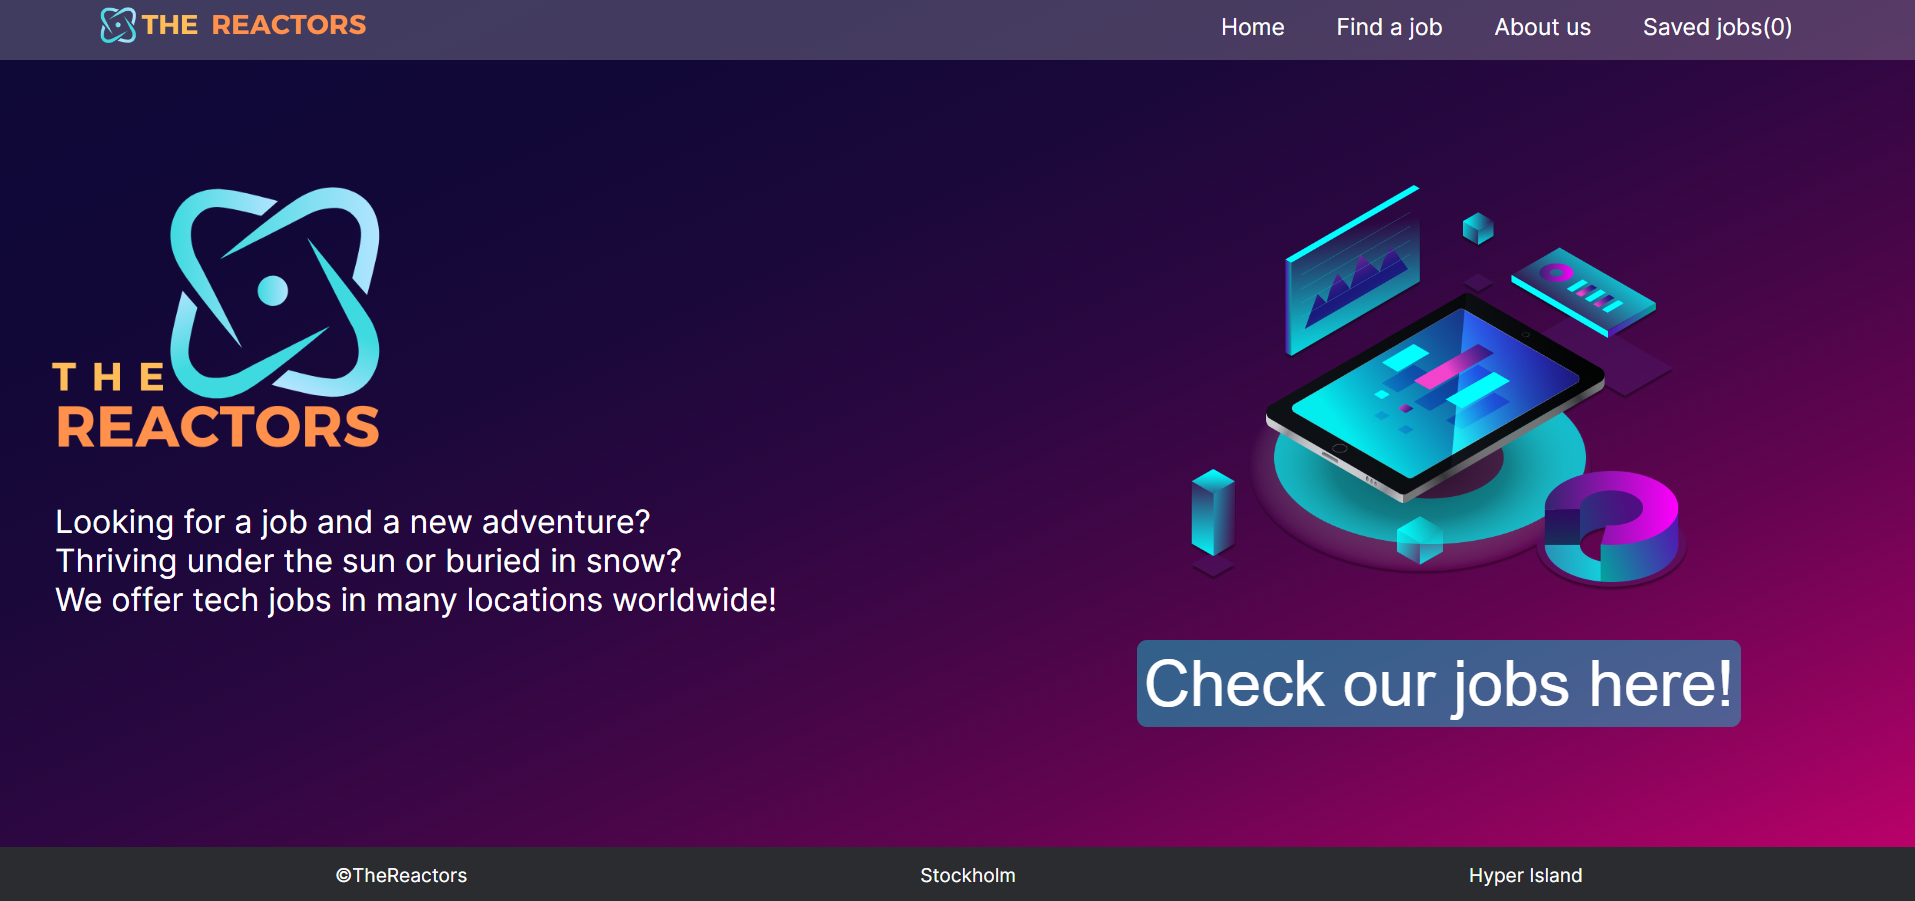 THE REACTORS
Home Find a job About us Saved jobs(0)
THE
REACTORS
Looking for a job and a new adventure?
Thriving under the sun or buried in snow?
We offer tech jobs in many locations worldwide!
Check our jobs here!
©TheReactors Stockholm Hyper Island